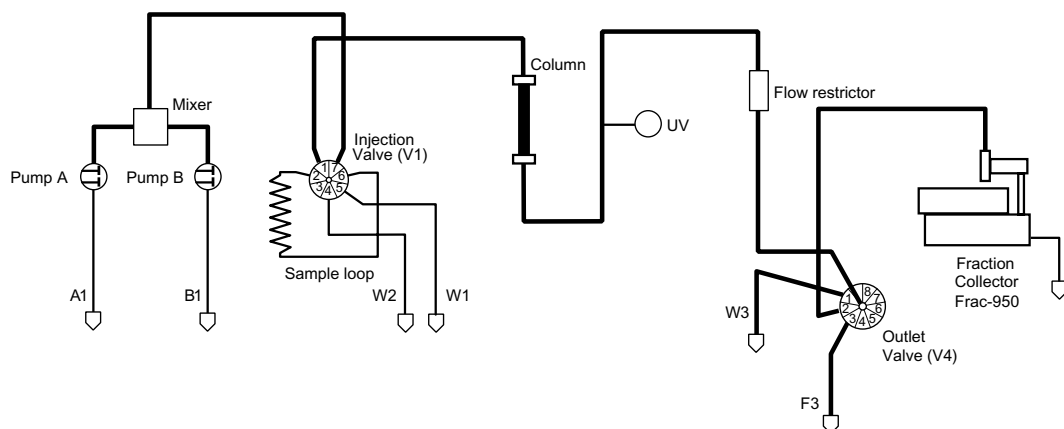 Mixer
Pump A
Pump B
A1
B1
Injection
Valve (V1)
1 7
2 6
3 4 5
Sample loop
W2
W1
Column
UV
Flow restrictor
W3
8
1 7
2 6
3 4 5
Outlet
Valve (V4)
F3
Fraction
Collector
Frac-950